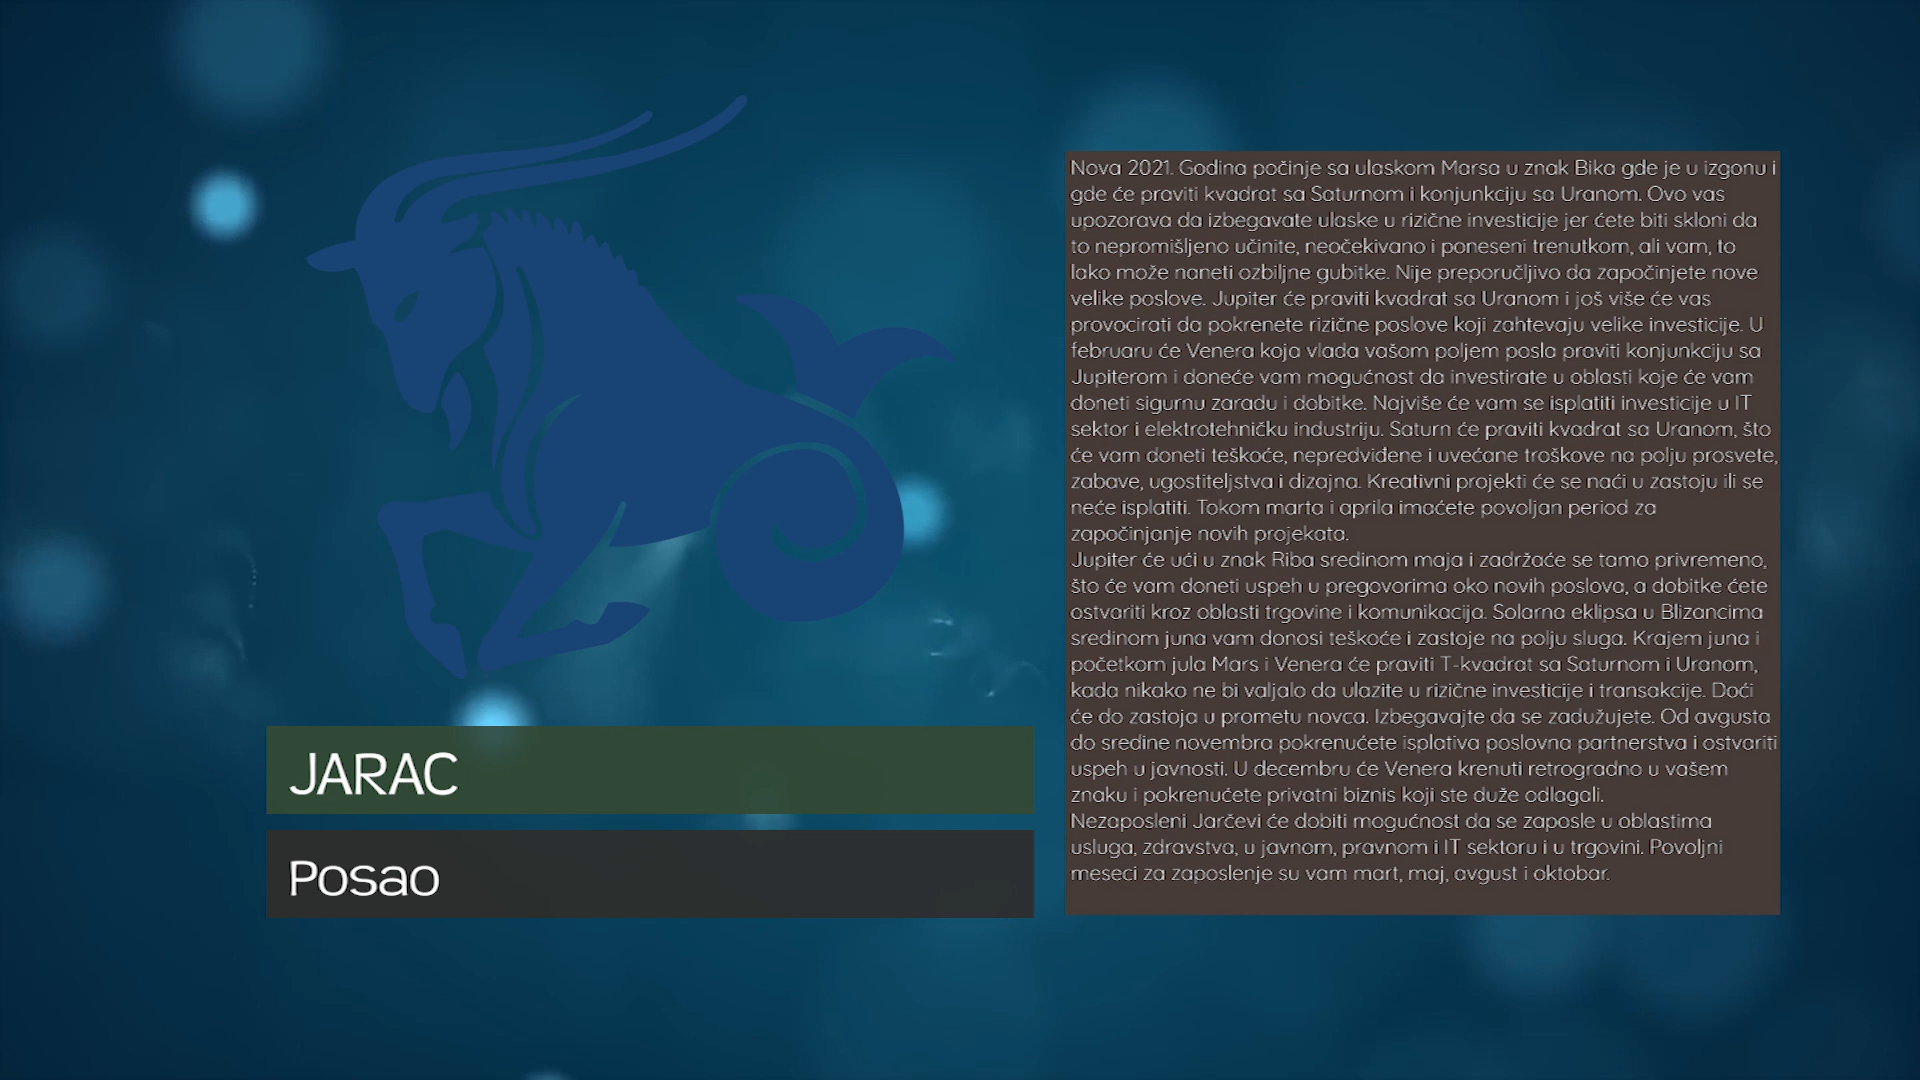 JARAC
Posao
Nova 2021. Godina počinje sa ulaskom Marsa u znak Bika gde je u izgonu i
gde će praviti kvadrat sa Saturnom i konjunkciju sa Uranom. Ovo vas
upozorava da izbegavate ulaske u rizične investicije jer ćete biti skloni da
to nepromišljeno učinite, neočekivano i poneseni trenutkom, ali vam, to
lako može naneti ozbiljne gubitke. Nije preporučljivo da započinjete nove
velike poslove. Jupiter će praviti kvadrat sa Uranom i još više će vas
provocirati da pokrenete rizične poslove koji zahtevaju velike investicije. U
februaru će Venera koja vlada vašom poljem posla praviti konjunkciju sa
Jupiterom i doneće vam mogućnost da investirate u oblasti koje će vam
doneti sigurnu zaradu i dobitke. Najviše će vam se isplatiti investicije u IT
sektor i elektrotehničku industriju. Saturn će praviti kvadrat sa Uranom, što
će vam doneti teškoće, nepredviđene i uvećane troškove na polju prosvete,
zabave, ugostiteljstva i dizajna. Kreativni projekti će se naći u zastoju ili se
neće isplatiti. Tokom marta i aprila imaćete povoljan period za
započinjanje novih projekata.
Jupiter će ući u znak Riba sredinom maja i zadržaće se tamo privremeno,
što će vam doneti uspeh u pregovorima oko novih poslova, a dobitke ćete
ostvariti kroz oblasti trgovine i komunikacija. Solarna eklipsa u Blizancima
sredinom juna vam donosi teškoće i zastoje na polju sluga. Krajem juna i
početkom jula Mars i Venera će praviti T-kvadrat sa Saturnom i Uranom,
kada nikako ne bi valjalo da ulazite u rizične investicije i transakcije. Doći
će do zastoja u prometu novca. Izbegavajte da se zadužujete. Od avgusta
do sredine novembra pokrenućete isplativa poslovna partnerstva i ostvariti
uspeh u javnosti. U decembru će Venera krenuti retrogradno u vašem
znaku i pokrenućete privatni biznis koji ste duže odlagali.
Nezaposleni Jarčevi će dobiti mogućnost da se zaposle u oblastima
usluga, zdravstva, u javnom, pravnom i IT sektoru i u trgovini. Povoljni
meseci za zaposlenje su vam mart, maj, avgust i oktobar.